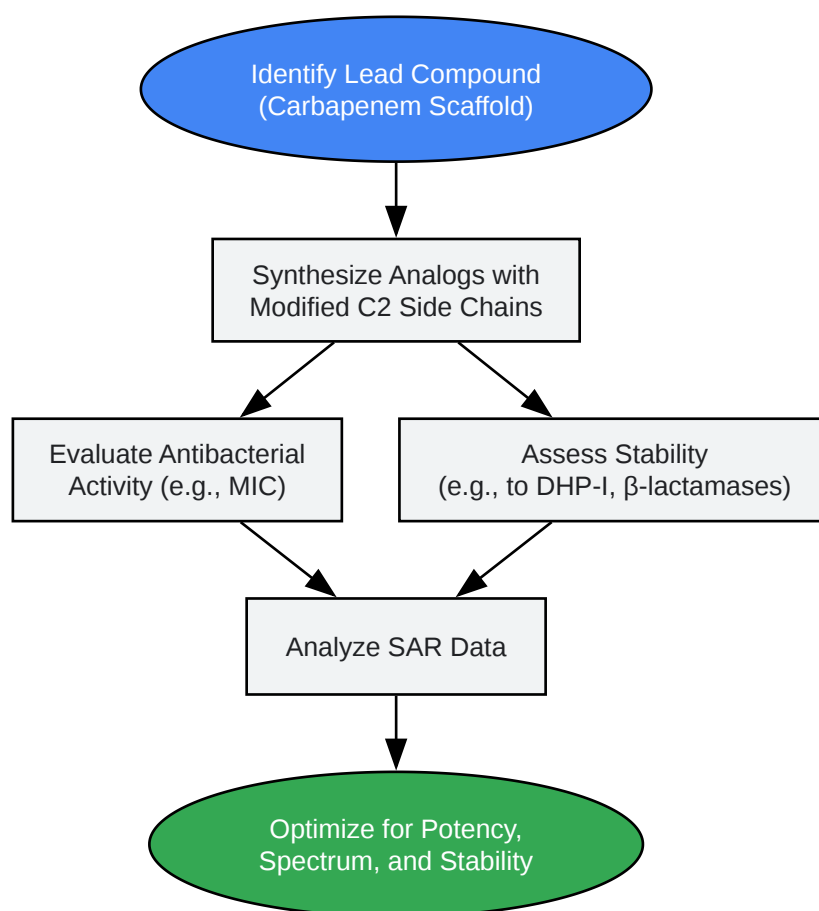 Identify Lead Compound
(Carbapenem Scaffold)
Synthesize Analogs with
Modified C2 Side Chains
Evaluate Antibacterial
Activity (e.g., MIC)
Assess Stability
(e.g., to DHP-I, β-lactamases)
Analyze SAR Data
Optimize for Potency,
Spectrum, and Stability